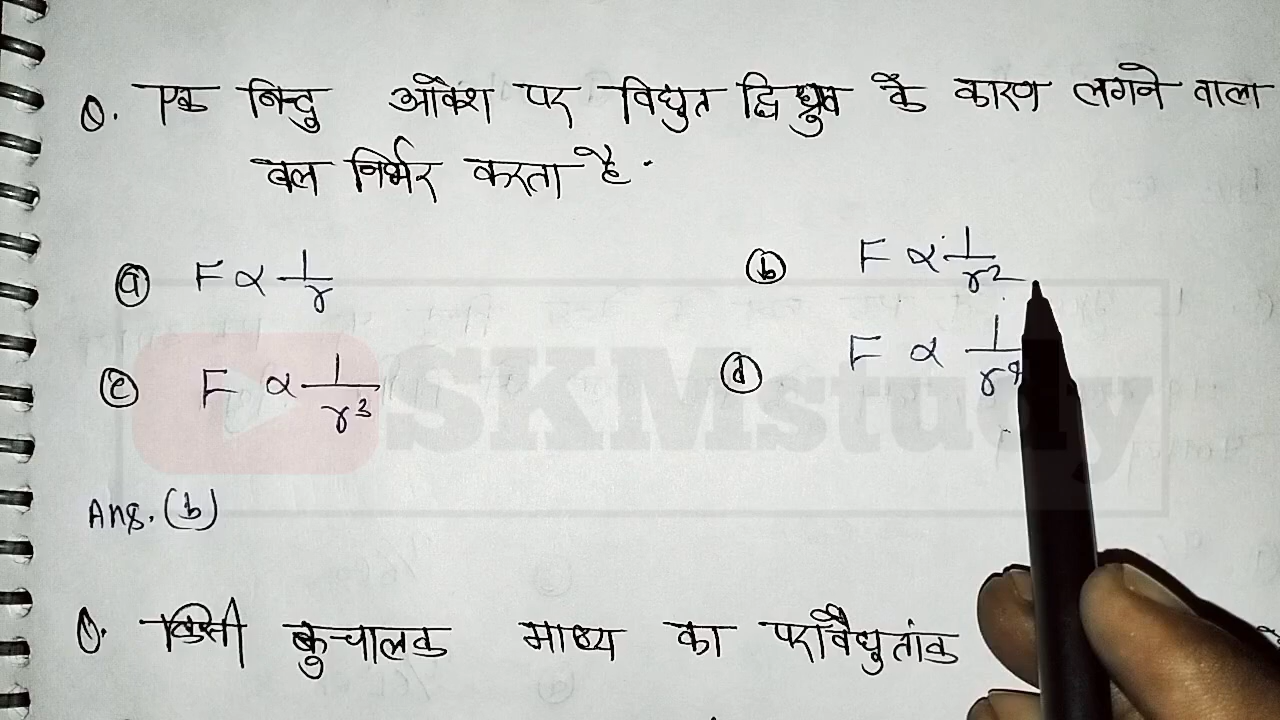 Q. एक बिन्दु आवेश पर विद्युत द्विध्रुव के कारण लगने वाला
बल निर्भर करता है.
(a) F ∝ 1/r (b) F ∝ 1/r²
(c) F ∝ 1/r³ (d) F ∝ 1/r⁴
SKMstudy
Ans. (b)
Q. किसी कुचालक माध्य का परावैधुतांक